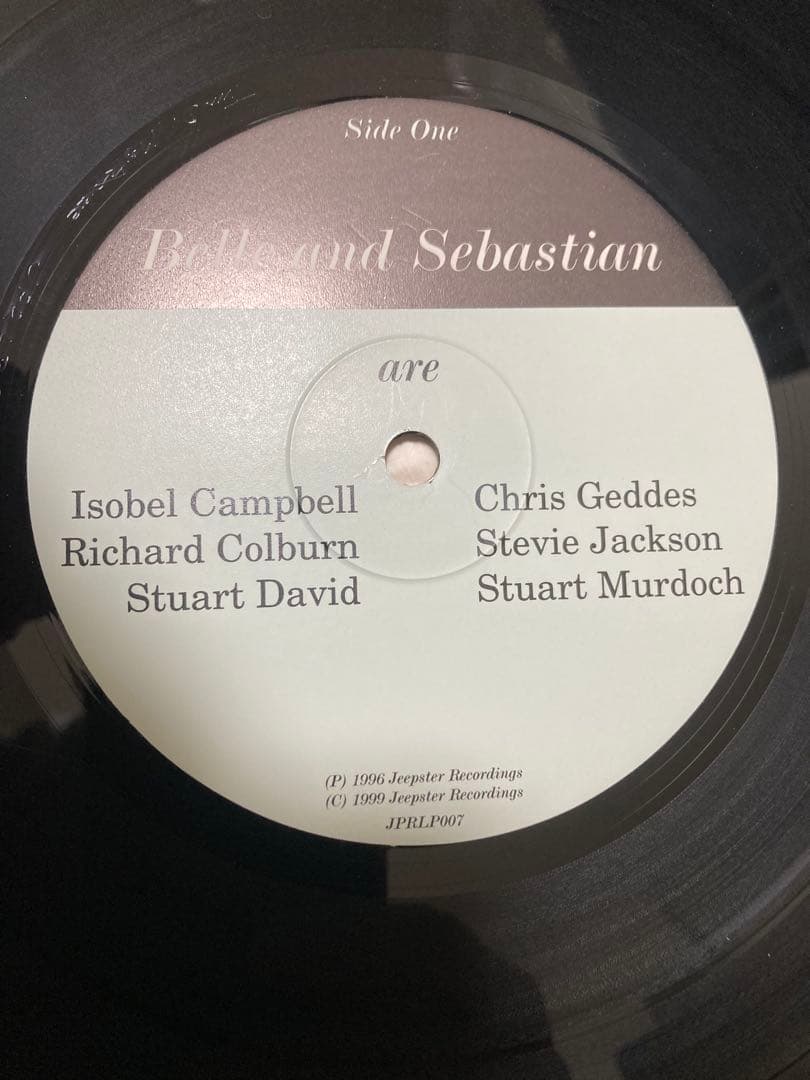 Side One
Belle and Sebastian
are
Isobel Campbell
Richard Colburn
Stuart David
Chris Geddes
Stevie Jackson
Stuart Murdoch
(P) 1996 Jeepster Recordings
(C) 1999 Jeepster Recordings
JPRLP007